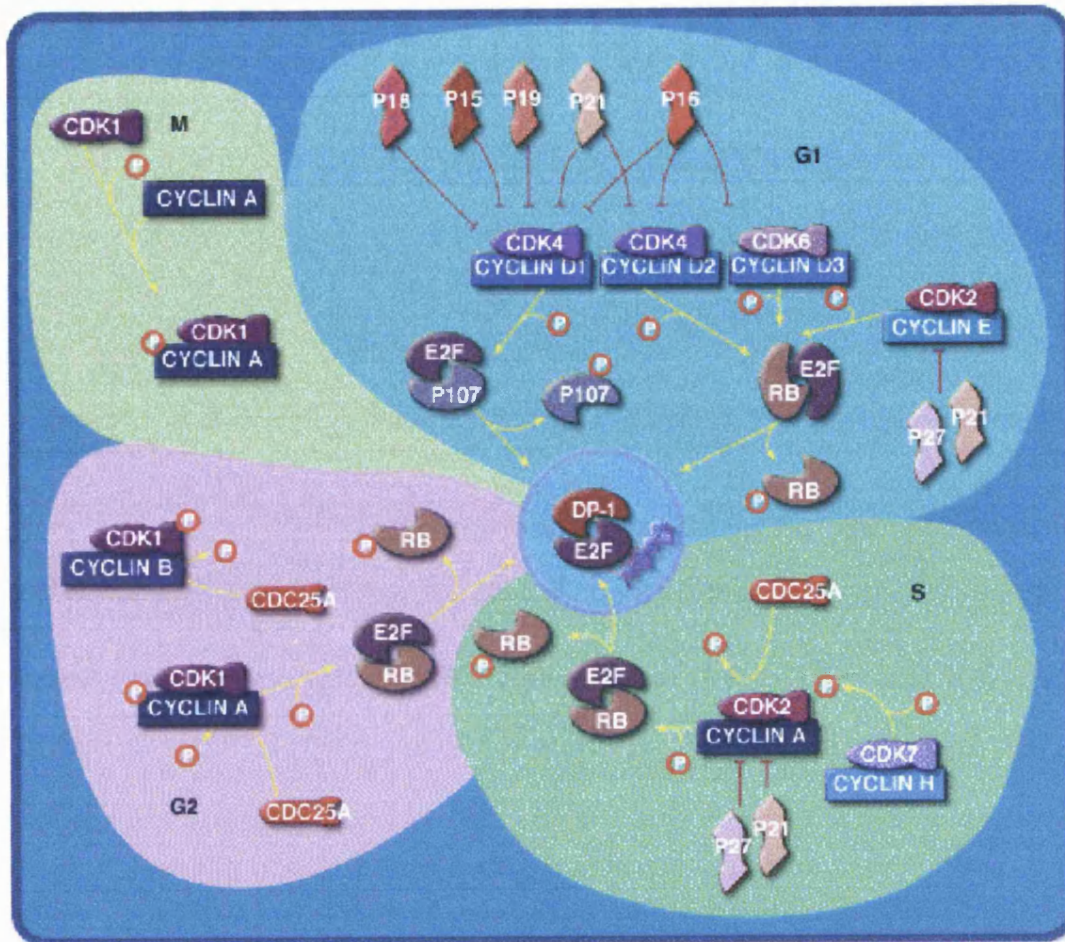 P18
P15
P19
P21
P16
CDK1
M
P
CYCLIN A
G1
CDK4
CYCLIN D1
CDK4
CYCLIN D2
CDK6
CYCLIN D3
CDK2
CYCLIN E
P
P
P
P
CDK1
P
CYCLIN A
E2F
P107
P
P107
E2F
RB
P27
P21
P
RB
DP-1
E2F
CDK1
P
P
CYCLIN B
CDC25A
P
RB
E2F
RB
CDK1
P
CYCLIN A
P
P
G2
CDC25A
S
CDC25A
RB
P
E2F
RB
P
P
P
CDK2
CYCLIN A
P
CDK7
CYCLIN H
P27
P21